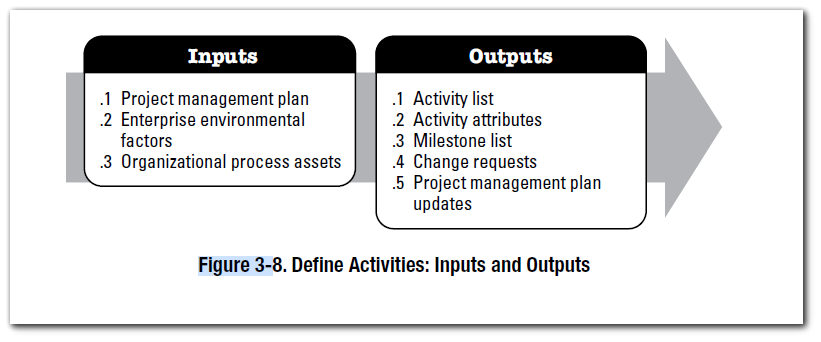 Inputs
.1 Project management plan
.2 Enterprise environmental
factors
.3 Organizational process assets
Outputs
.1 Activity list
.2 Activity attributes
.3 Milestone list
.4 Change requests
.5 Project management plan
updates
Figure 3-8. Define Activities: Inputs and Outputs